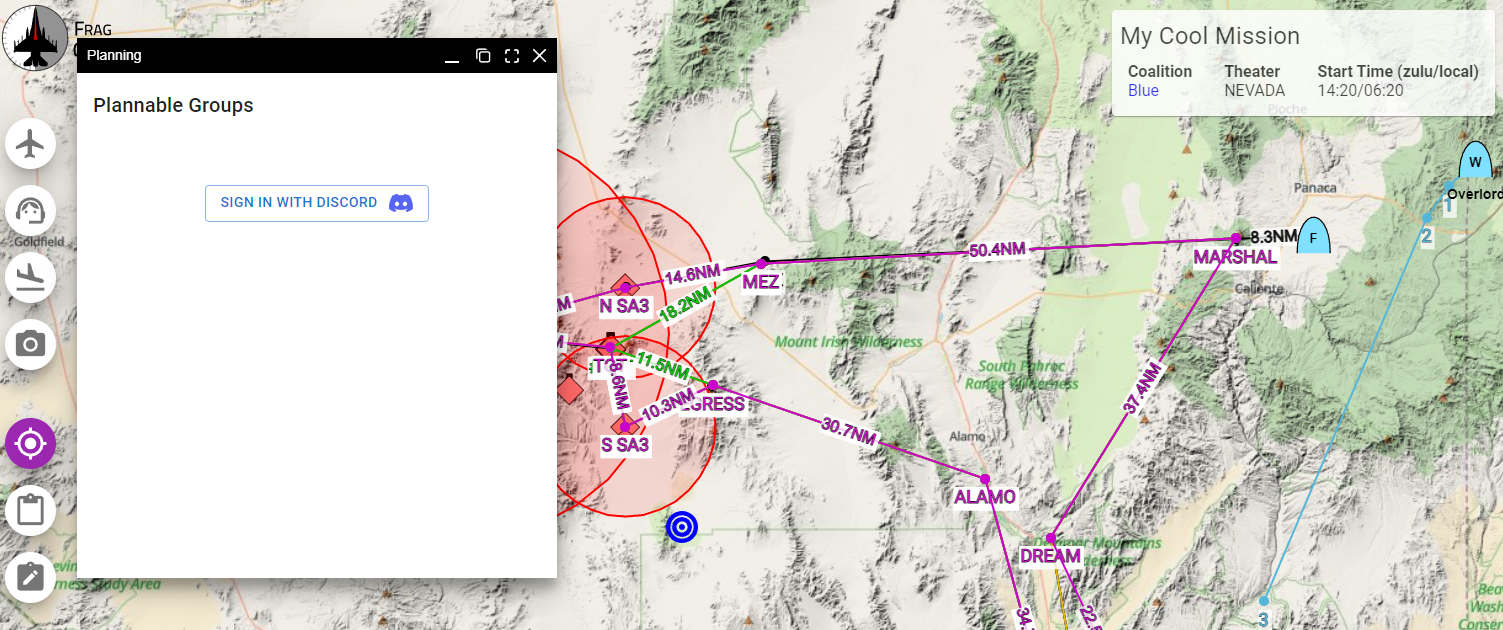 FRAG
Planning
My Cool Mission
Plannable Groups
Coalition Theater Start Time (zulu/local)
Blue NEVADA 14:20/06:20
Pioche
SIGN IN WITH DISCORD
W
Panaca
Overlord
1
2
Goldfield
8.3NM
F
50.4NM
MARSHAL
14.6NM
MEZ
Caliente
N SA3
18.2NM
Mount Irish Wilderness
11.5NM
8.6NM
South Pahroc
Range Wilderness
37.4NM
10.3NM
EGRESS
30.7NM
S SA3
Alamo
ALAMO
Delamar Mountains
Wilderness
DREAM
ness Study Area
34.
22.5
3
Bea
Wash
Conser